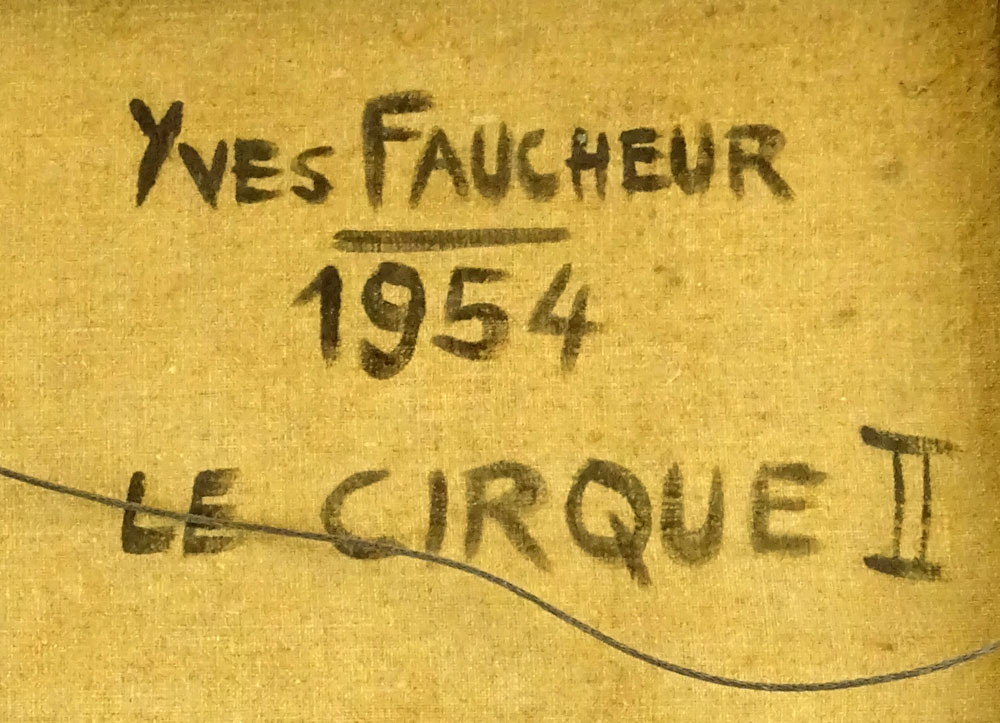 YVES FAUCHEUR
1954
LE CIRQUE II